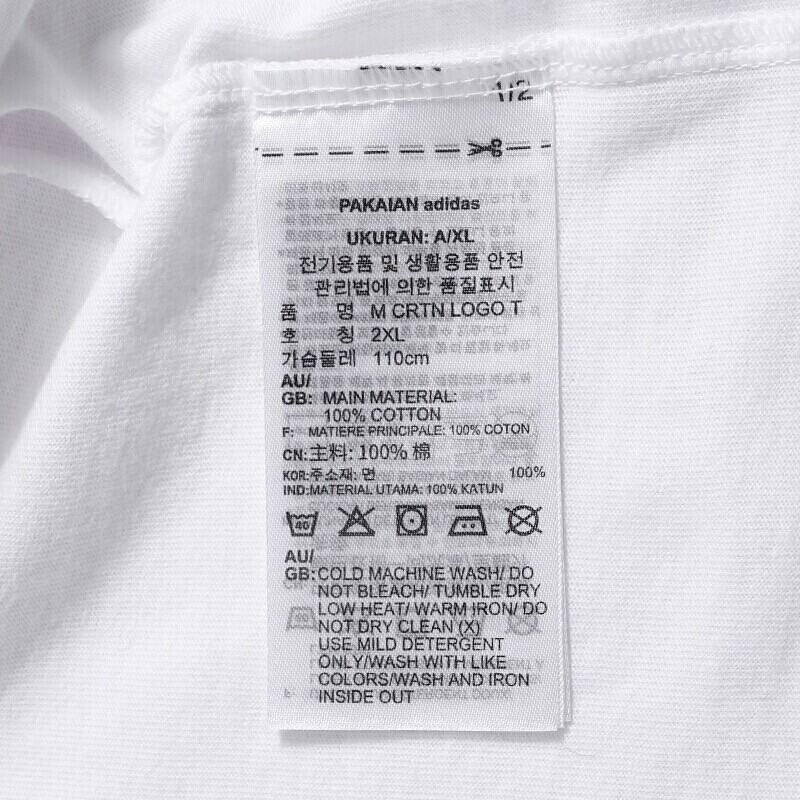 1/2
PAKAIAN adidas
UKURAN: A/XL
전기용품 및 생활용품 안전
관리법에 의한 품질표시
품 명 M CRTN LOGO T
호 칭 2XL
가슴둘레 110cm
AU/
GB: MAIN MATERIAL:
100% COTTON
F: MATIERE PRINCIPALE: 100% COTON
CN:主料: 100% 棉
KOR:주소재: 면 100%
IND:MATERIAL UTAMA: 100% KATUN
40
AU/
GB:COLD MACHINE WASH/ DO
NOT BLEACH/ TUMBLE DRY
LOW HEAT/ WARM IRON/ DO
NOT DRY CLEAN (X)
USE MILD DETERGENT
ONLY/WASH WITH LIKE
COLORS/WASH AND IRON
INSIDE OUT